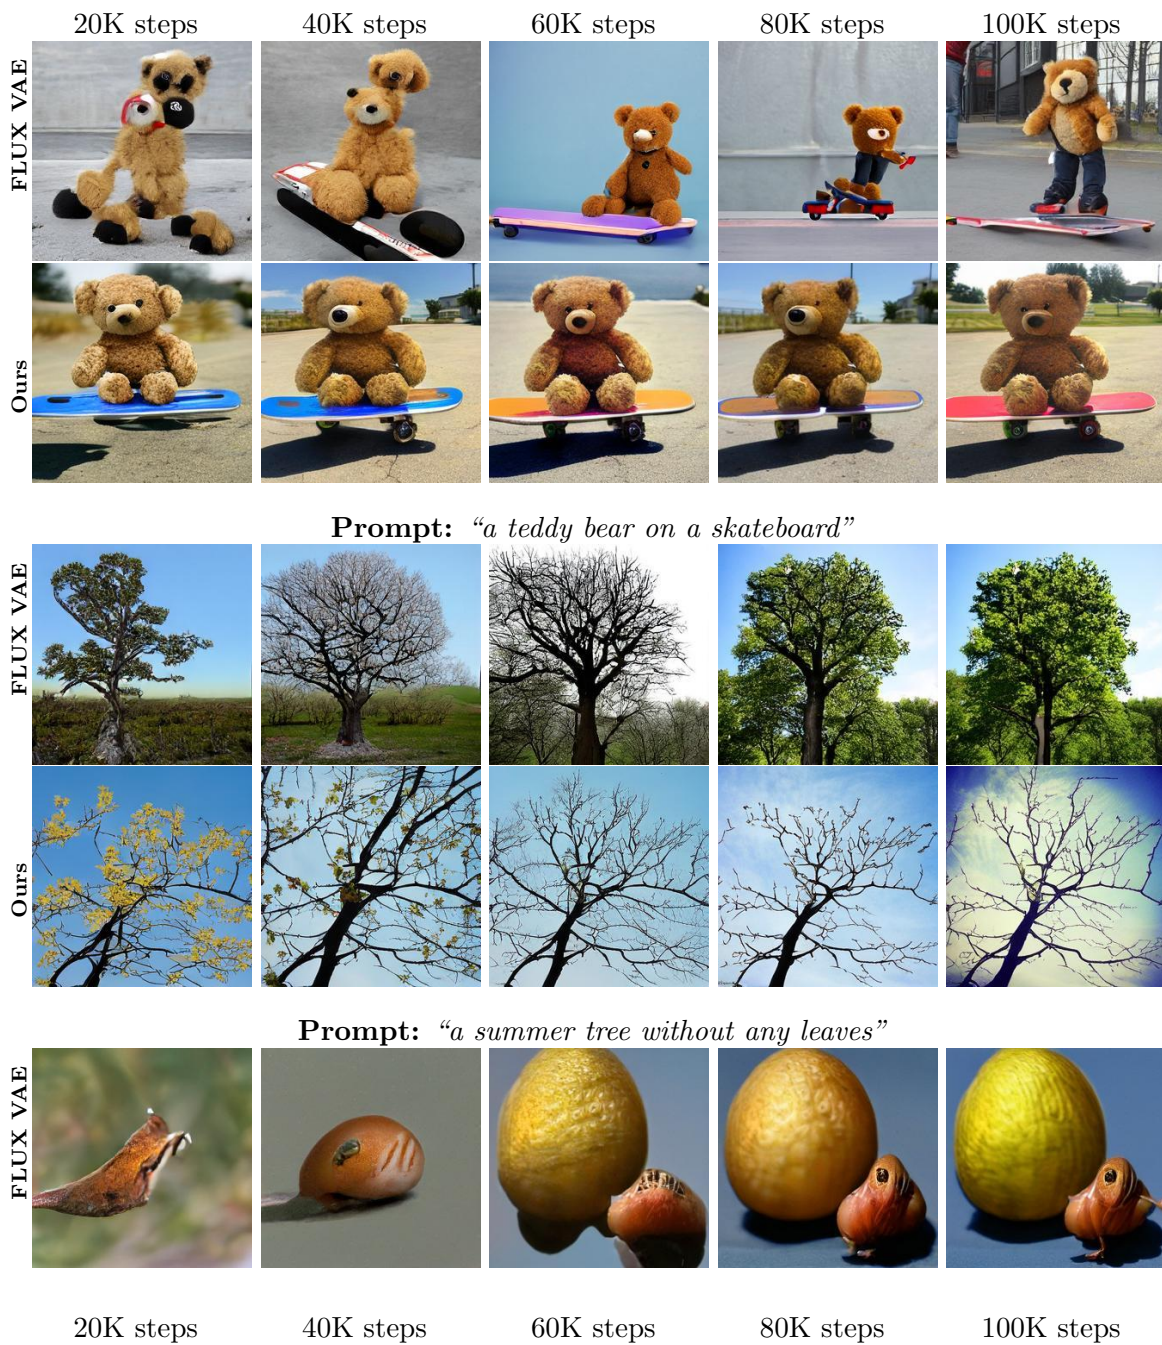 20K steps 40K steps 60K steps 80K steps 100K steps
FLUX VAE
Ours
Prompt: “a teddy bear on a skateboard”
FLUX VAE
Ours
Prompt: “a summer tree without any leaves”
FLUX VAE
20K steps 40K steps 60K steps 80K steps 100K steps